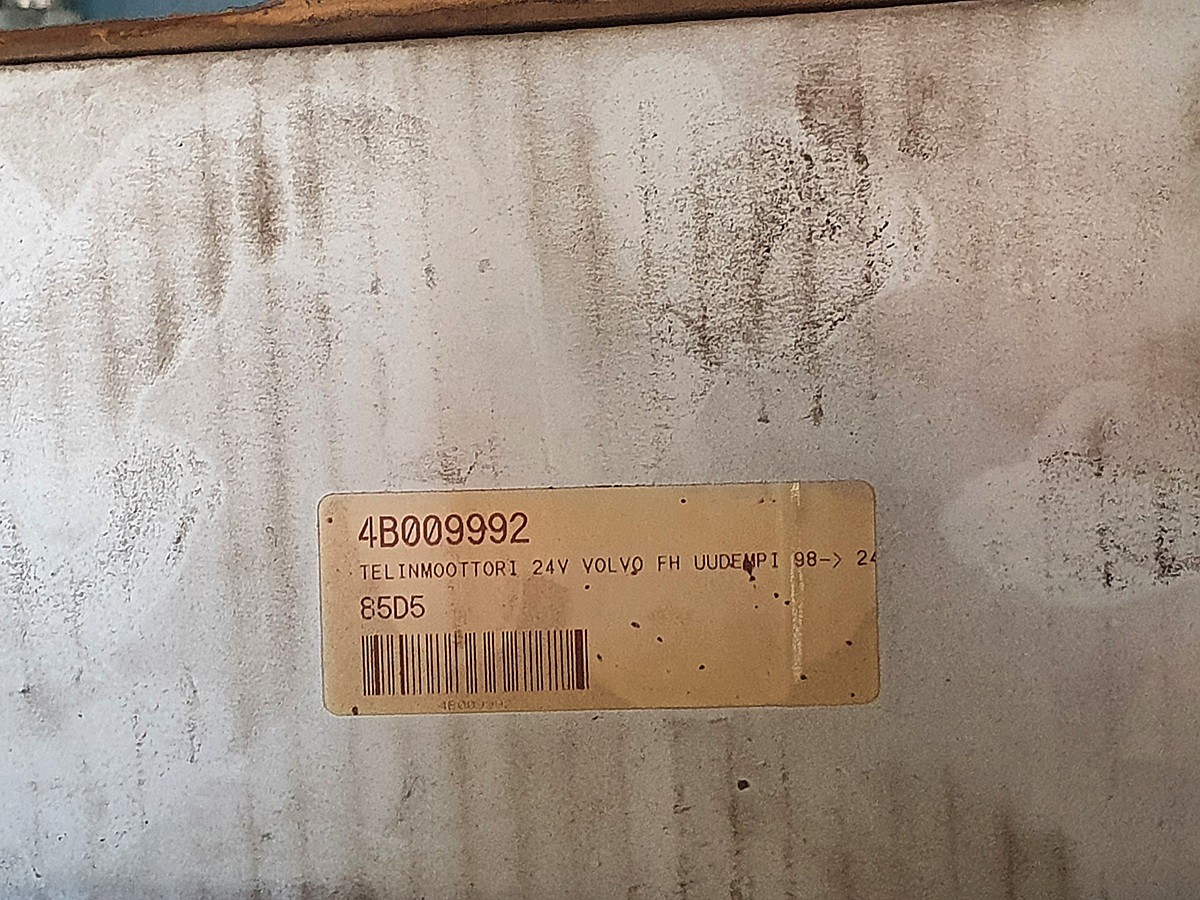 4B009992
TELINMOOTTORI 24V VOLVO FH UUDEMPI 98-> 24
85D5
4B009992